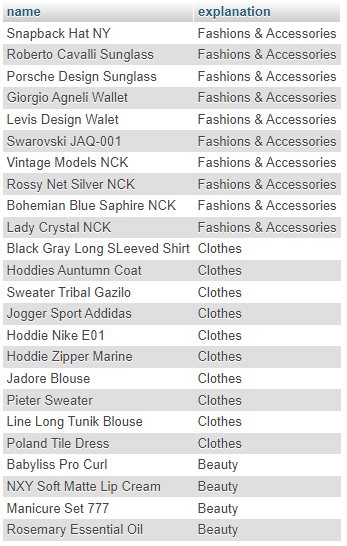 name explanation
Snapback Hat NY Fashions & Accessories
Roberto Cavalli Sunglass Fashions & Accessories
Porsche Design Sunglass Fashions & Accessories
Giorgio Agneli Wallet Fashions & Accessories
Levis Design Walet Fashions & Accessories
Swarovski JAQ-001 Fashions & Accessories
Vintage Models NCK Fashions & Accessories
Rossy Net Silver NCK Fashions & Accessories
Bohemian Blue Saphire NCK Fashions & Accessories
Lady Crystal NCK Fashions & Accessories
Black Gray Long SLeeved Shirt Clothes
Hoddies Auntumn Coat Clothes
Sweater Tribal Gazilo Clothes
Jogger Sport Addidas Clothes
Hoddie Nike E01 Clothes
Hoddie Zipper Marine Clothes
Jadore Blouse Clothes
Pieter Sweater Clothes
Line Long Tunik Blouse Clothes
Poland Tile Dress Clothes
Babyliss Pro Curl Beauty
NXY Soft Matte Lip Cream Beauty
Manicure Set 777 Beauty
Rosemary Essential Oil Beauty